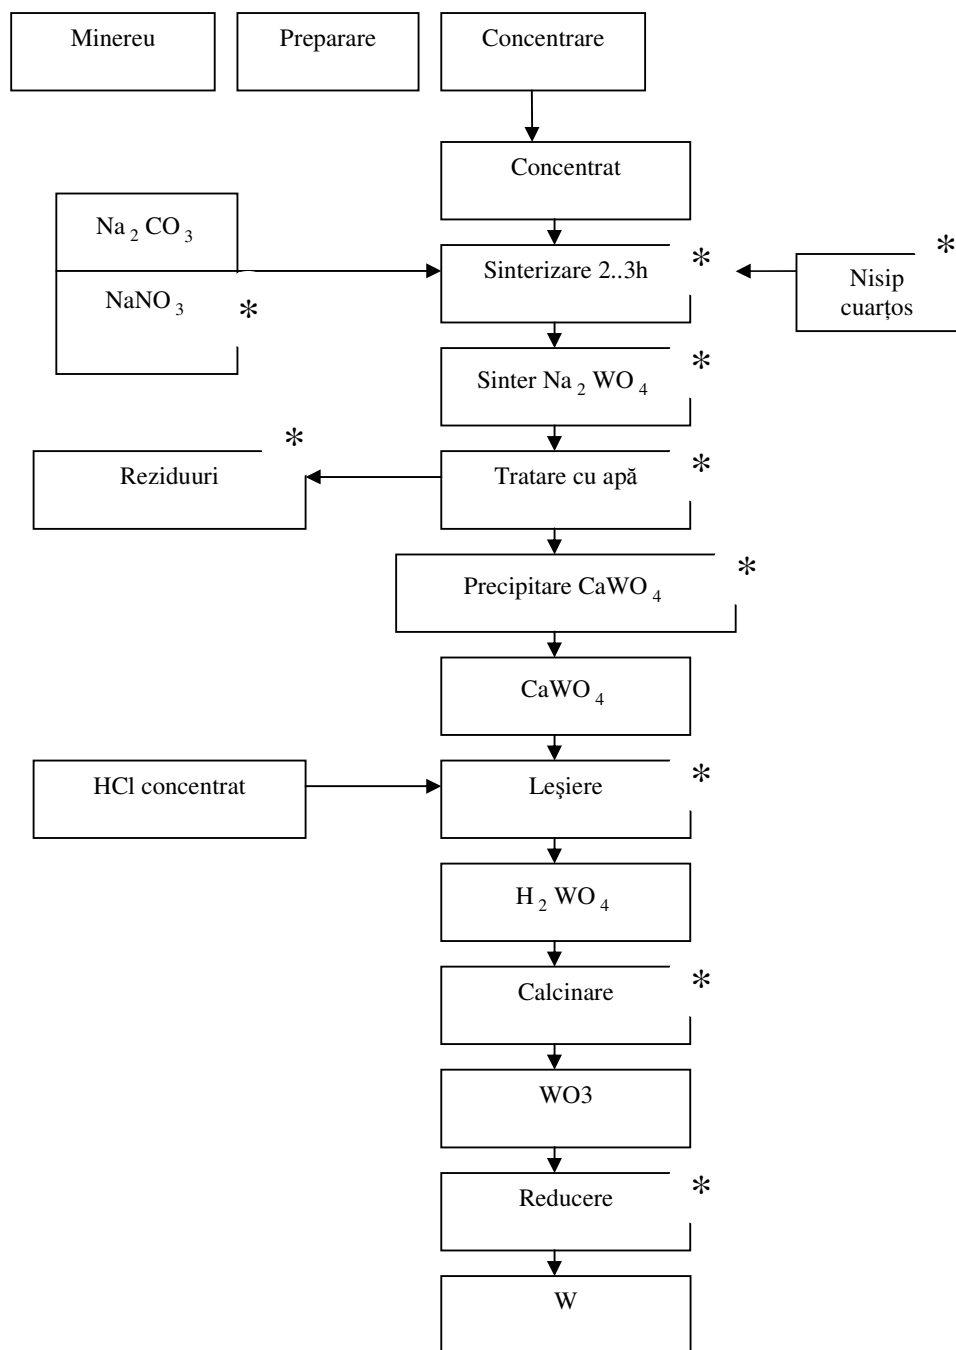 Minereu
Preparare
Concentrare
Concentrat
Na₂CO₃
*
Sinterizare 2..3h
*
Nisip
cuarțos
NaNO₃
*
Sinter Na₂WO₄
*
*
Reziduuri
Tratare cu apă
*
Precipitare CaWO₄
*
CaWO₄
HCl concentrat
Leșiere
*
H₂WO₄
Calcinare
*
WO3
Reducere
*
W